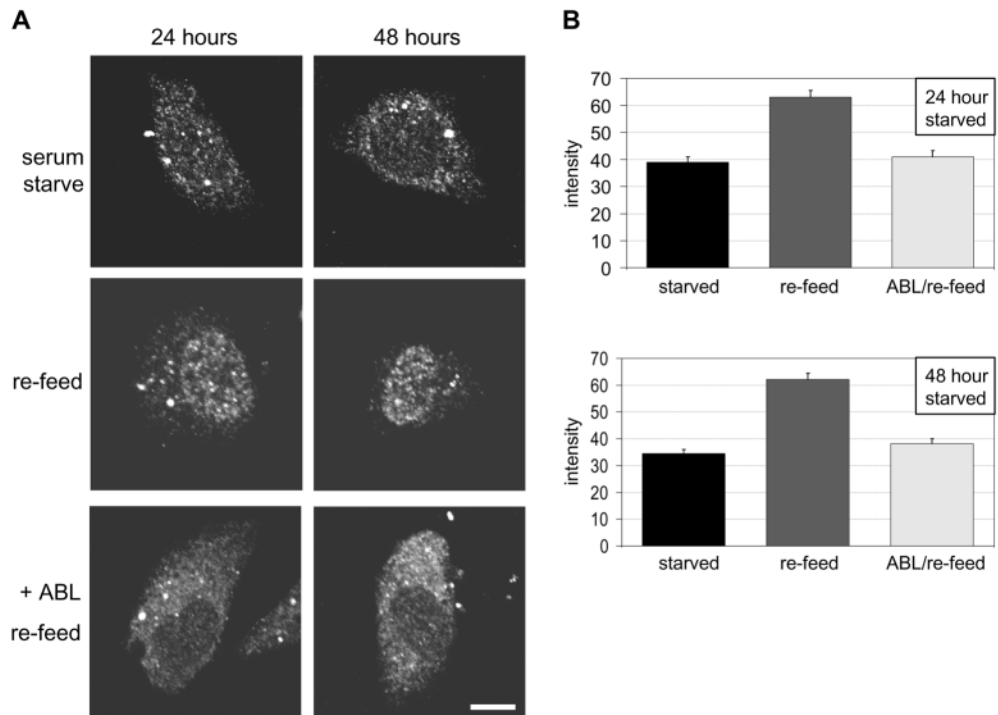 A
24 hours 48 hours
serum
starve
re-feed
+ ABL
re-feed
B
70
60
50
40
30
20
10
0
intensity
24 hour
starved
starved re-feed ABL/re-feed
70
60
50
40
30
20
10
0
intensity
48 hour
starved
starved re-feed ABL/re-feed